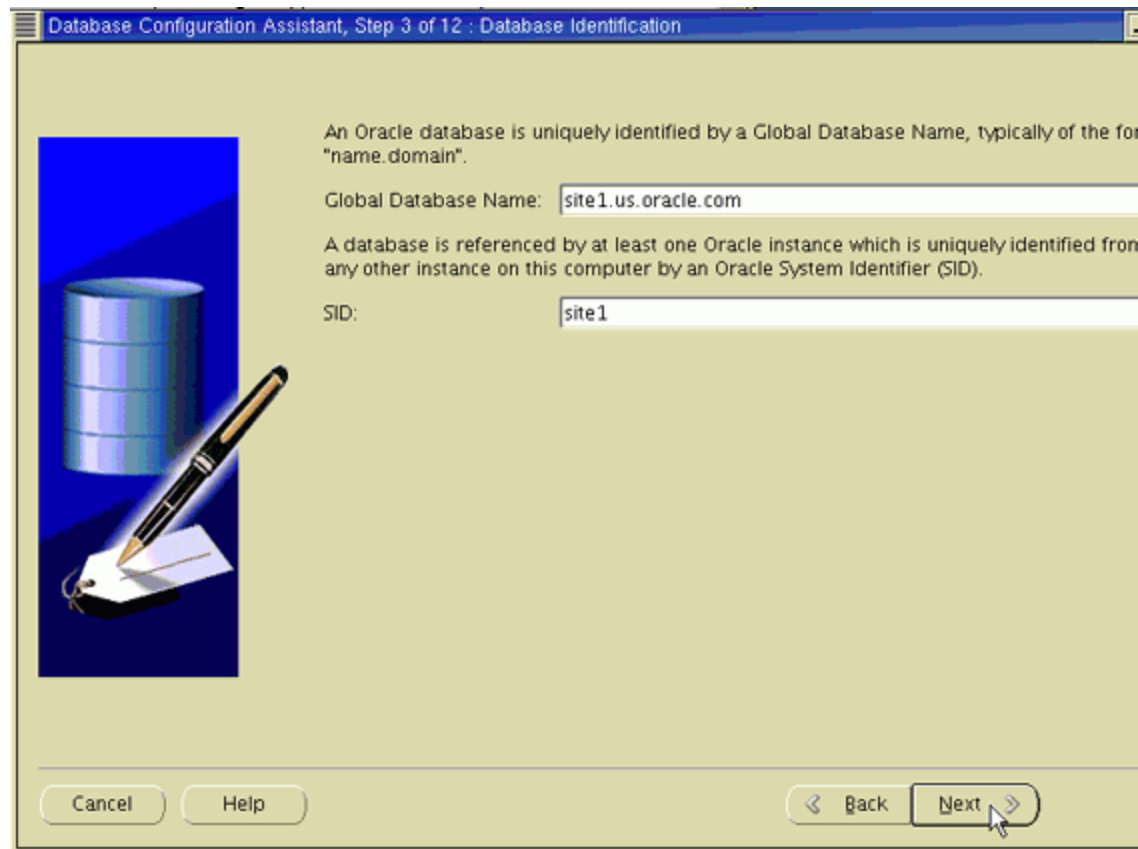 Database Configuration Assistant, Step 3 of 12 : Database Identification
An Oracle database is uniquely identified by a Global Database Name, typically of the for
"name.domain".
Global Database Name: site1.us.oracle.com
A database is referenced by at least one Oracle instance which is uniquely identified from
any other instance on this computer by an Oracle System Identifier (SID).
SID: site1
Cancel Help Back Next